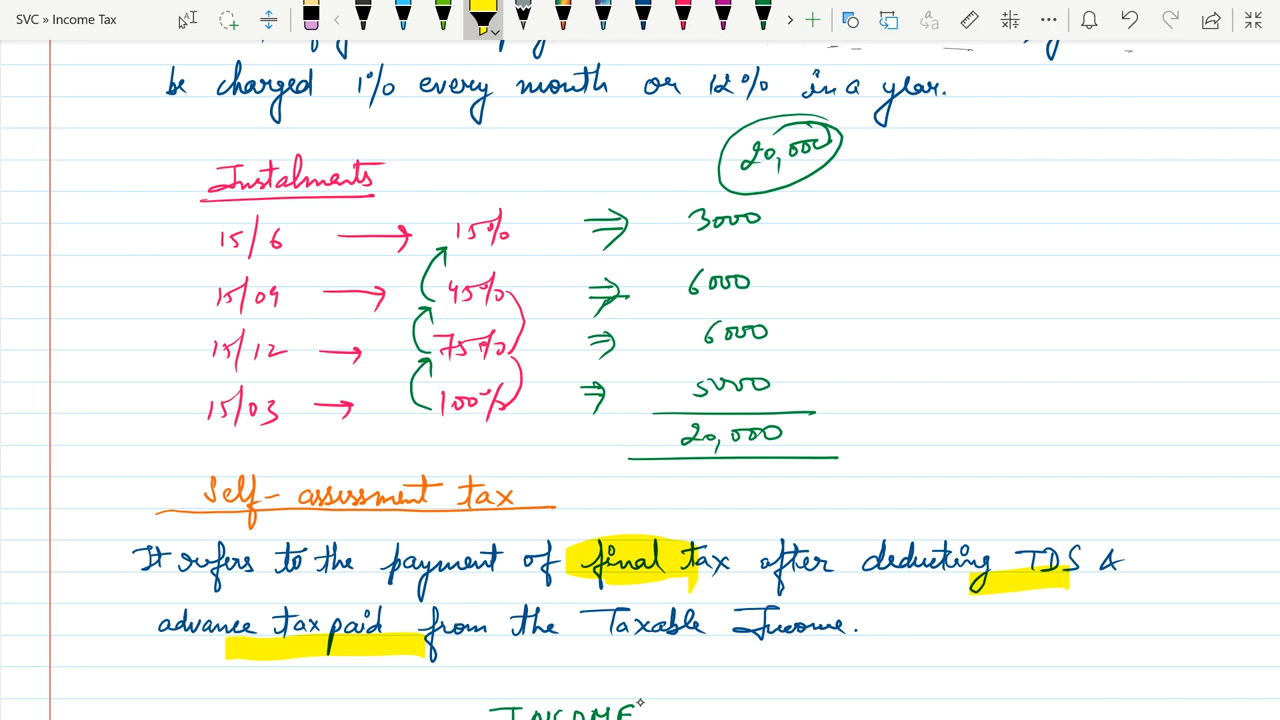 SVC » Income Tax
be charged 1% every month or 12% in a year.
20,000
Instalments
15/6 → 15% ⇒ 3000
15/09 → 45% ⇒ 6000
15/12 → 75% ⇒ 6000
15/03 → 100% ⇒ 5000
20,000
Self-assessment tax
It refers to the payment of final tax after deducting TDS &
advance tax paid from the Taxable Income.
INCOME